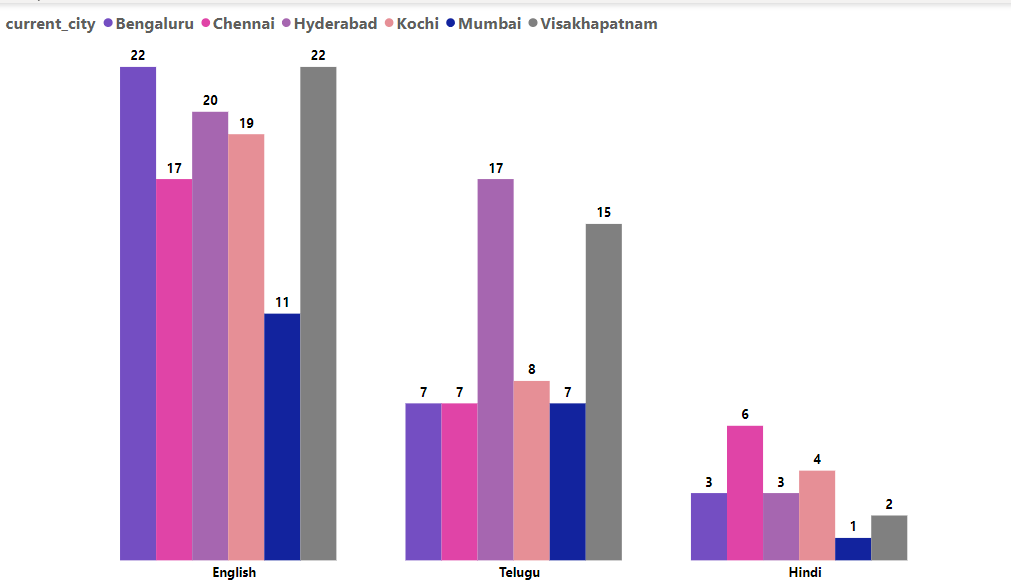 current_city Bengaluru Chennai Hyderabad Kochi Mumbai Visakhapatnam
22 17 20 19 11 22
7 7 17 8 7 15
3 6 3 4 1 2
English Telugu Hindi